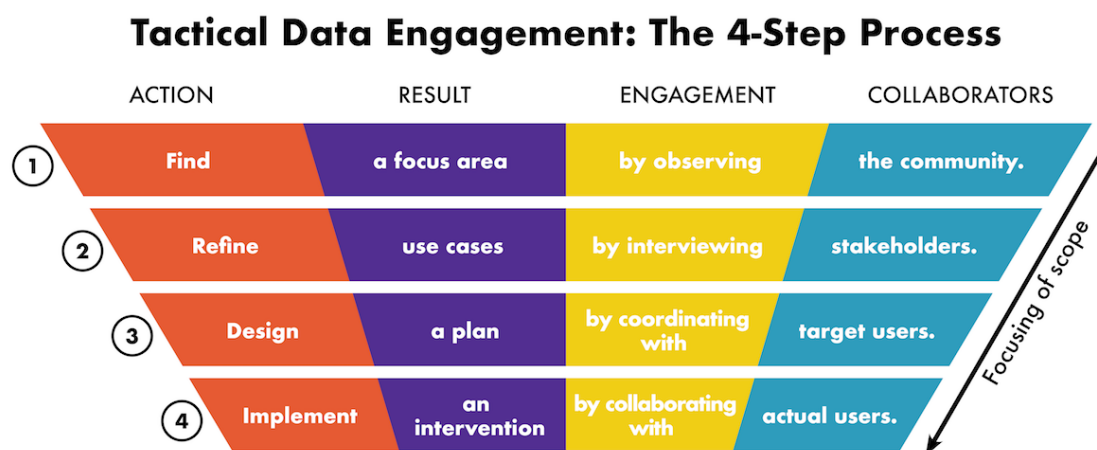 Tactical Data Engagement: The 4-Step Process
ACTION RESULT ENGAGEMENT COLLABORATORS
1 Find a focus area by observing the community.
2 Refine use cases by interviewing stakeholders.
3 Design a plan by coordinating with target users.
4 Implement an intervention by collaborating with actual users.
Focusing of scope